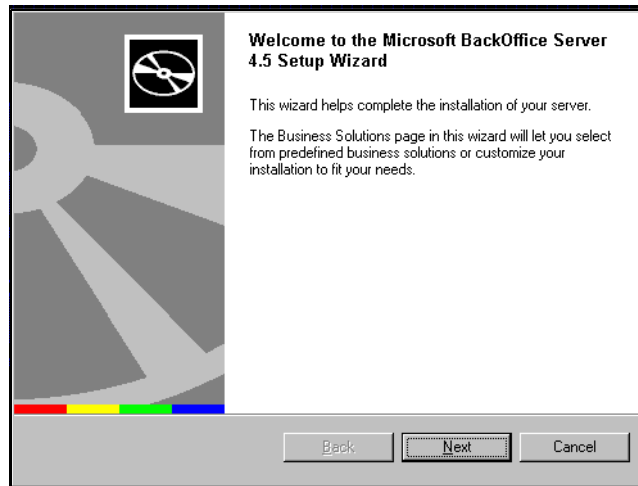 Welcome to the Microsoft BackOffice Server
4.5 Setup Wizard
This wizard helps complete the installation of your server.
The Business Solutions page in this wizard will let you select
from predefined business solutions or customize your
installation to fit your needs.
Back
Next
Cancel